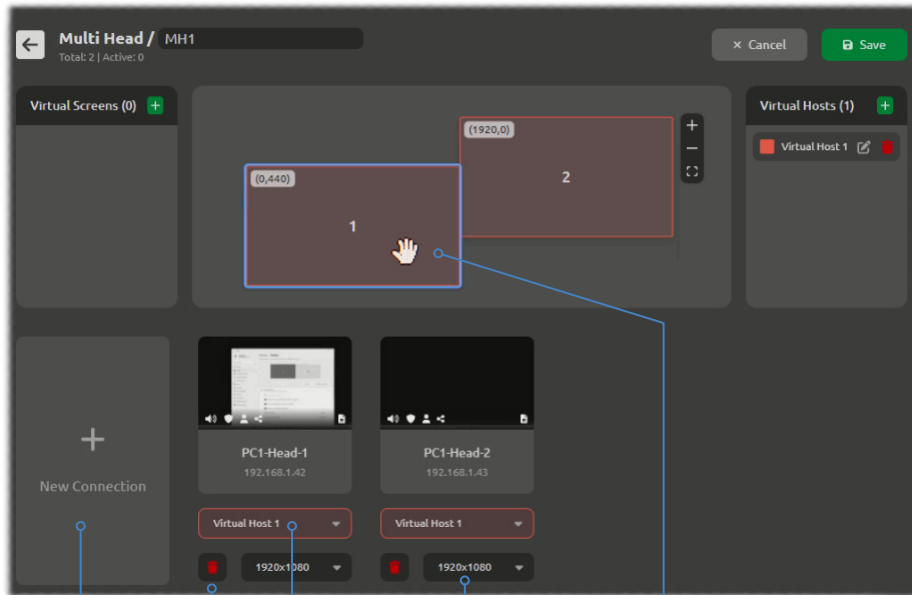 Multi Head / MH1
Total: 2 | Active: 0
× Cancel
Save
Virtual Screens (0) +
Virtual Hosts (1) +
(1920,0)
2
(0,440)
1
Virtual Host 1
+
New Connection
PC1-Head-1
192.168.1.42
PC1-Head-2
192.168.1.43
Virtual Host 1
Virtual Host 1
1920x1080
1920x1080